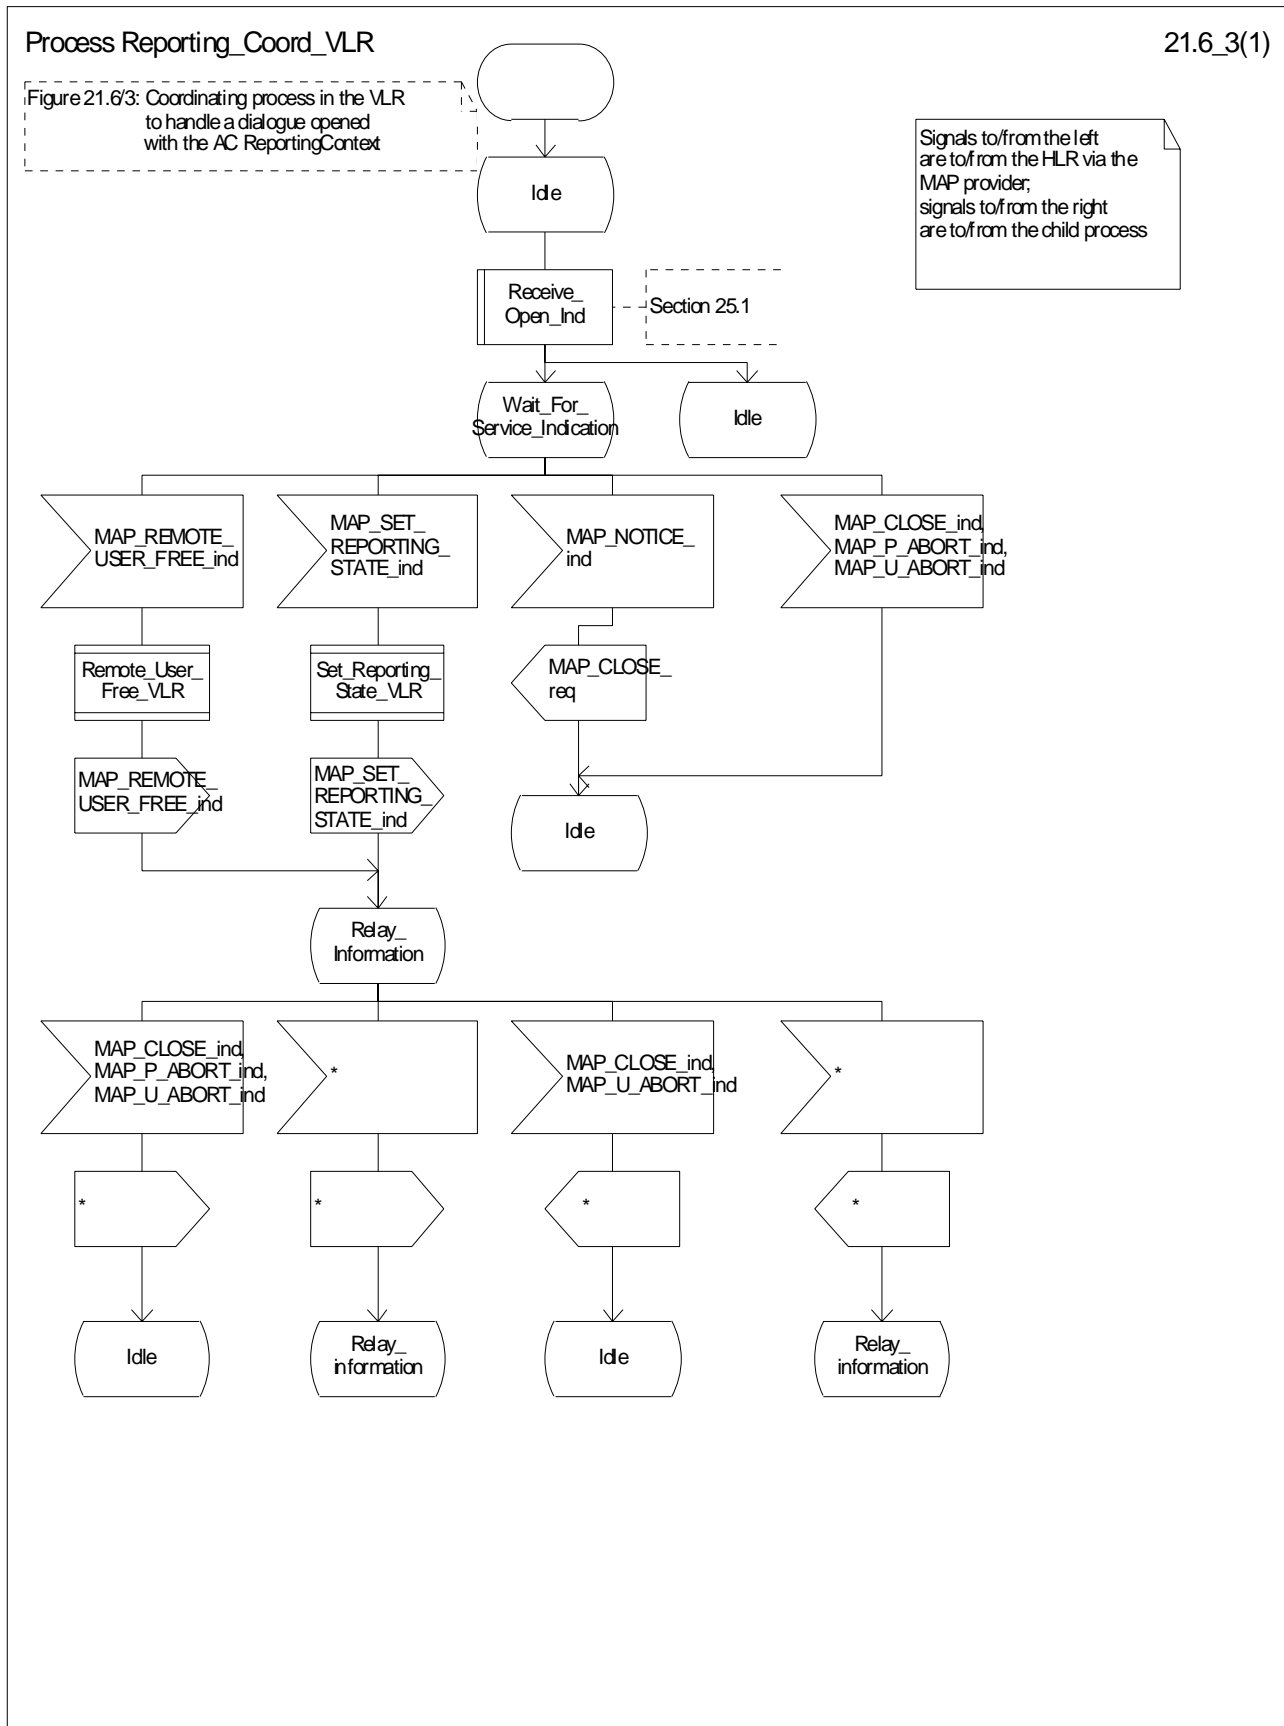 Process Reporting_Coord_VLR
21.6_3(1)
Figure 21.6/3: Coordinating process in the VLR
to handle a dialogue opened
with the AC ReportingContext
Signals to/from the left
are to/from the HLR via the
MAP provider;
signals to/from the right
are to/from the child process
Idle
Receive_
Open_Ind
Section 25.1
Wait_For_
Service_Indication
Idle
MAP_REMOTE_
USER_FREE_ind
MAP_SET_
REPORTING_
STATE_ind
MAP_NOTICE_
ind
MAP_CLOSE_ind,
MAP_P_ABORT_ind,
MAP_U_ABORT_ind
Remote_User_
Free_VLR
Set_Reporting_
State_VLR
MAP_CLOSE_
req
MAP_REMOTE_
USER_FREE_ind
MAP_SET_
REPORTING_
STATE_ind
Idle
Relay_
Information
MAP_CLOSE_ind,
MAP_P_ABORT_ind,
MAP_U_ABORT_ind
*
MAP_CLOSE_ind,
MAP_U_ABORT_ind
*
*
*
*
*
Idle
Relay_
information
Idle
Relay_
information